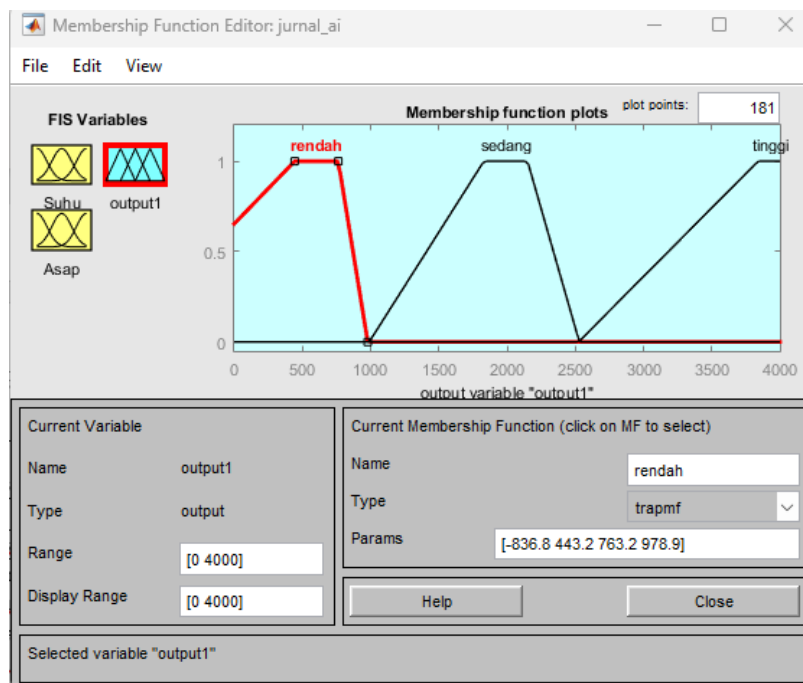 Membership Function Editor: jurnal_ai
File Edit View
FIS Variables
Suhu
output1
Asap
Membership function plots
plot points:
181
rendah
sedang
tinggi
1
0.5
0
0 500 1000 1500 2000 2500 3000 3500 4000
output variable "output1"
Current Variable
Name output1
Type output
Range [0 4000]
Display Range [0 4000]
Current Membership Function (click on MF to select)
Name rendah
Type trapmf
Params [-836.8 443.2 763.2 978.9]
Help
Close
Selected variable "output1"